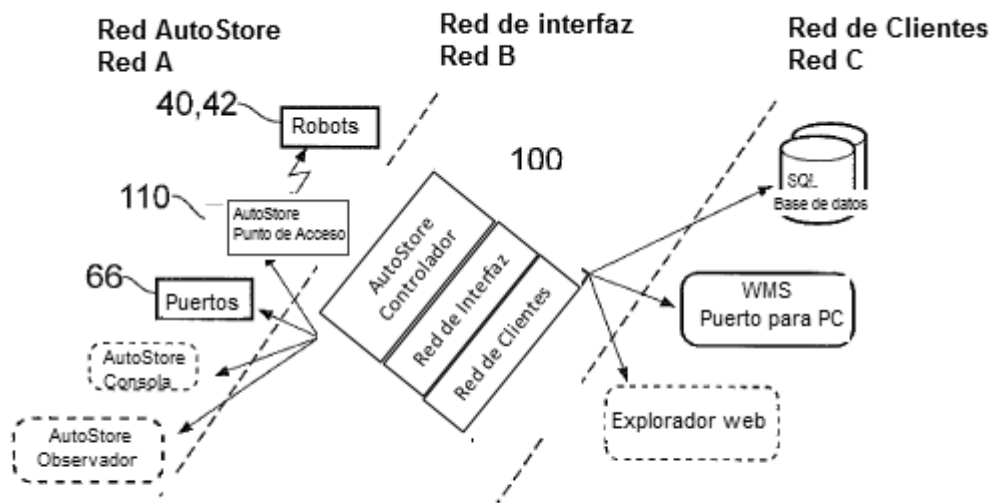 Red AutoStore
Red A
Red de interfaz
Red B
Red de Clientes
Red C
40,42
Robots
100
110
AutoStore
Punto de Acceso
66
Puertos
AutoStore
Consola
AutoStore
Observador
AutoStore
Controlador
Red de Interfaz
Red de Clientes
SQL
Base de datos
WMS
Puerto para PC
Explorador web